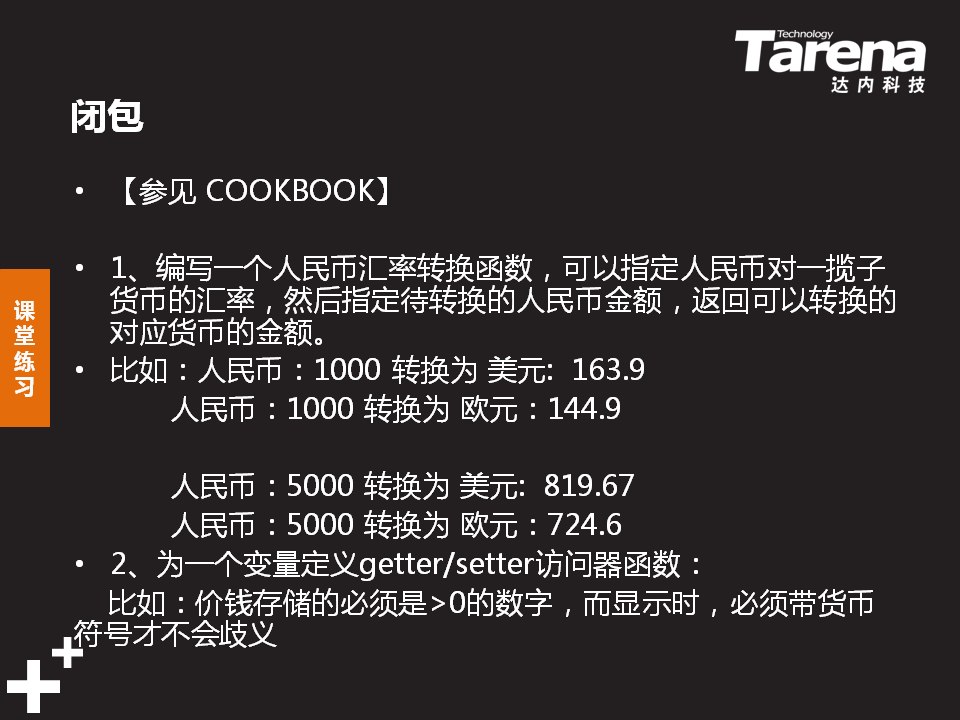 Technology
Tarena
达内科技
闭包
• 【参见 COOKBOOK】
• 1、编写一个人民币汇率转换函数，可以指定人民币对一揽子
货币的汇率，然后指定待转换的人民币金额，返回可以转换的
对应货币的金额。
• 比如：人民币：1000 转换为 美元: 163.9
人民币：1000 转换为 欧元：144.9
人民币：5000 转换为 美元: 819.67
人民币：5000 转换为 欧元：724.6
• 2、为一个变量定义getter/setter访问器函数：
比如：价钱存储的必须是>0的数字，而显示时，必须带货币
符号才不会歧义
课
堂
练
习